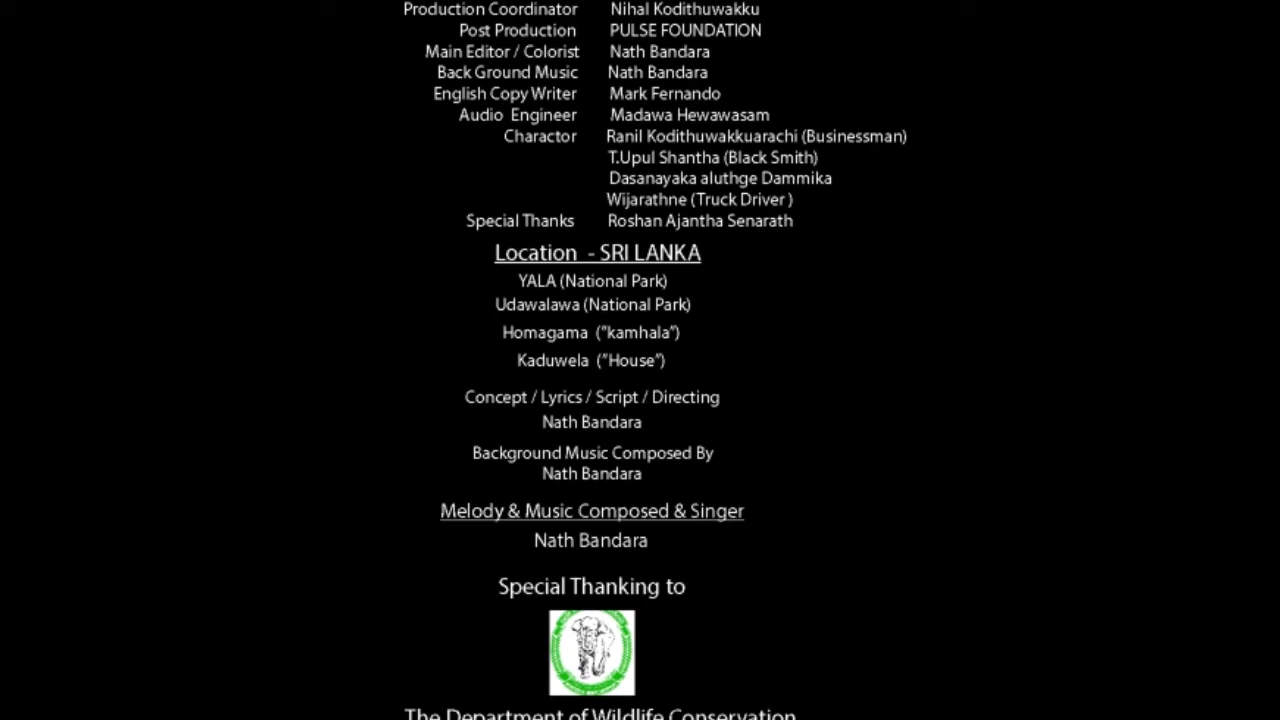 Production Coordinator Nihal Kodithuwakku
Post Production PULSE FOUNDATION
Main Editor / Colorist Nath Bandara
Back Ground Music Nath Bandara
English Copy Writer Mark Fernando
Audio Engineer Madawa Hewawasam
Charactor Ranil Kodithuwakkuarachi (Businessman)
T.Upul Shantha (Black Smith)
Dasanayaka aluthge Dammika
Wijarathne (Truck Driver )
Special Thanks Roshan Ajantha Senarath
Location - SRI LANKA
YALA (National Park)
Udawalawa (National Park)
Homagama ("kamhala")
Kaduwela ("House")
Concept / Lyrics / Script / Directing
Nath Bandara
Background Music Composed By
Nath Bandara
Melody & Music Composed & Singer
Nath Bandara
Special Thanking to
The Department of Wildlife Conservation